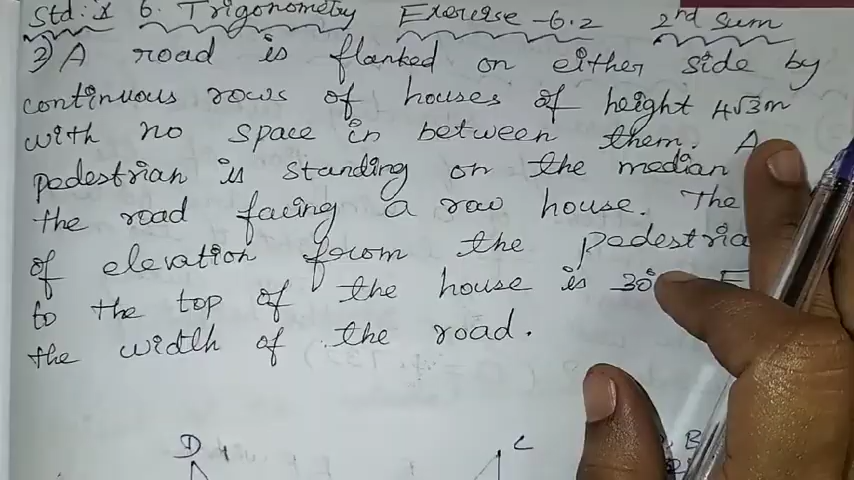 Std: X 6. Trigonometry Exercise - 6.2 2nd sum
2) A road is flanked on either side by
continuous rows of houses of height 4√3m
with no space in between them. A
pedestrian is standing on the median
the road facing a row house. The
of elevation from the pedestria
to the top of the house is 30° F
the width of the road.
D C
B